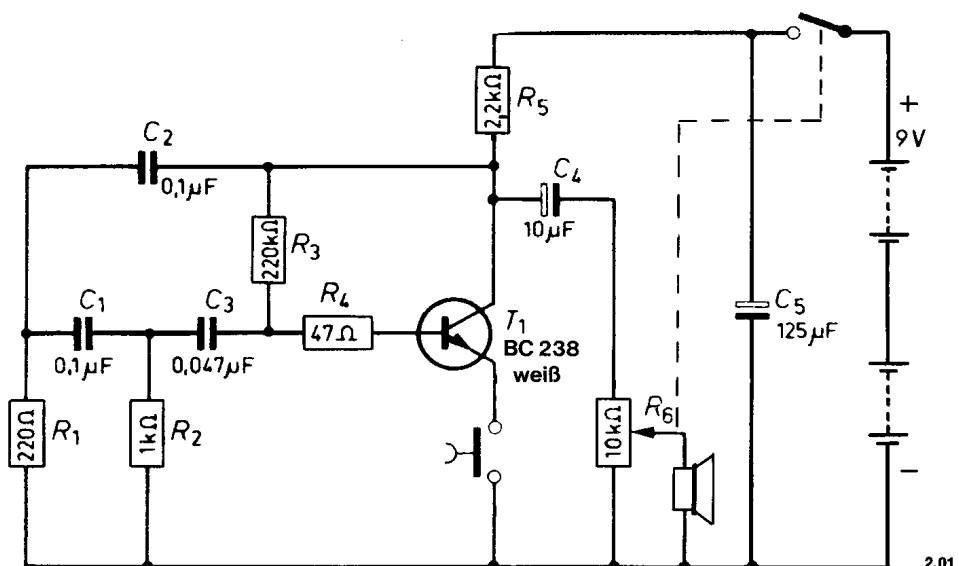 2,2kΩ
R5
+
9V
C2
0,1µF
C4
10µF
220kΩ
R3
C1
0,1µF
C3
0,047µF
R4
47Ω
T1
BC 238
weiß
C5
125µF
220Ω
R1
1kΩ
R2
10kΩ
R6
−
2.01